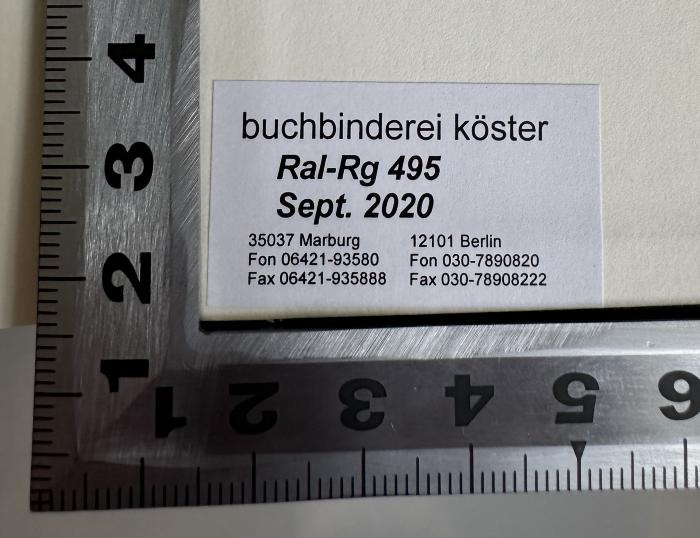 buchbinderei köster
Ral-Rg 495
Sept. 2020
35037 Marburg 12101 Berlin
Fon 06421-93580 Fon 030-7890820
Fax 06421-935888 Fax 030-78908222
4
3
2
1
1 2 3 4 5 6